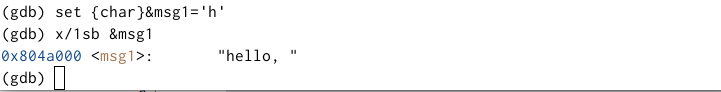 (gdb) set {char}&msg1='h'
(gdb) x/1sb &msg1
0x804a000 <msg1>:	"hello, "
(gdb)